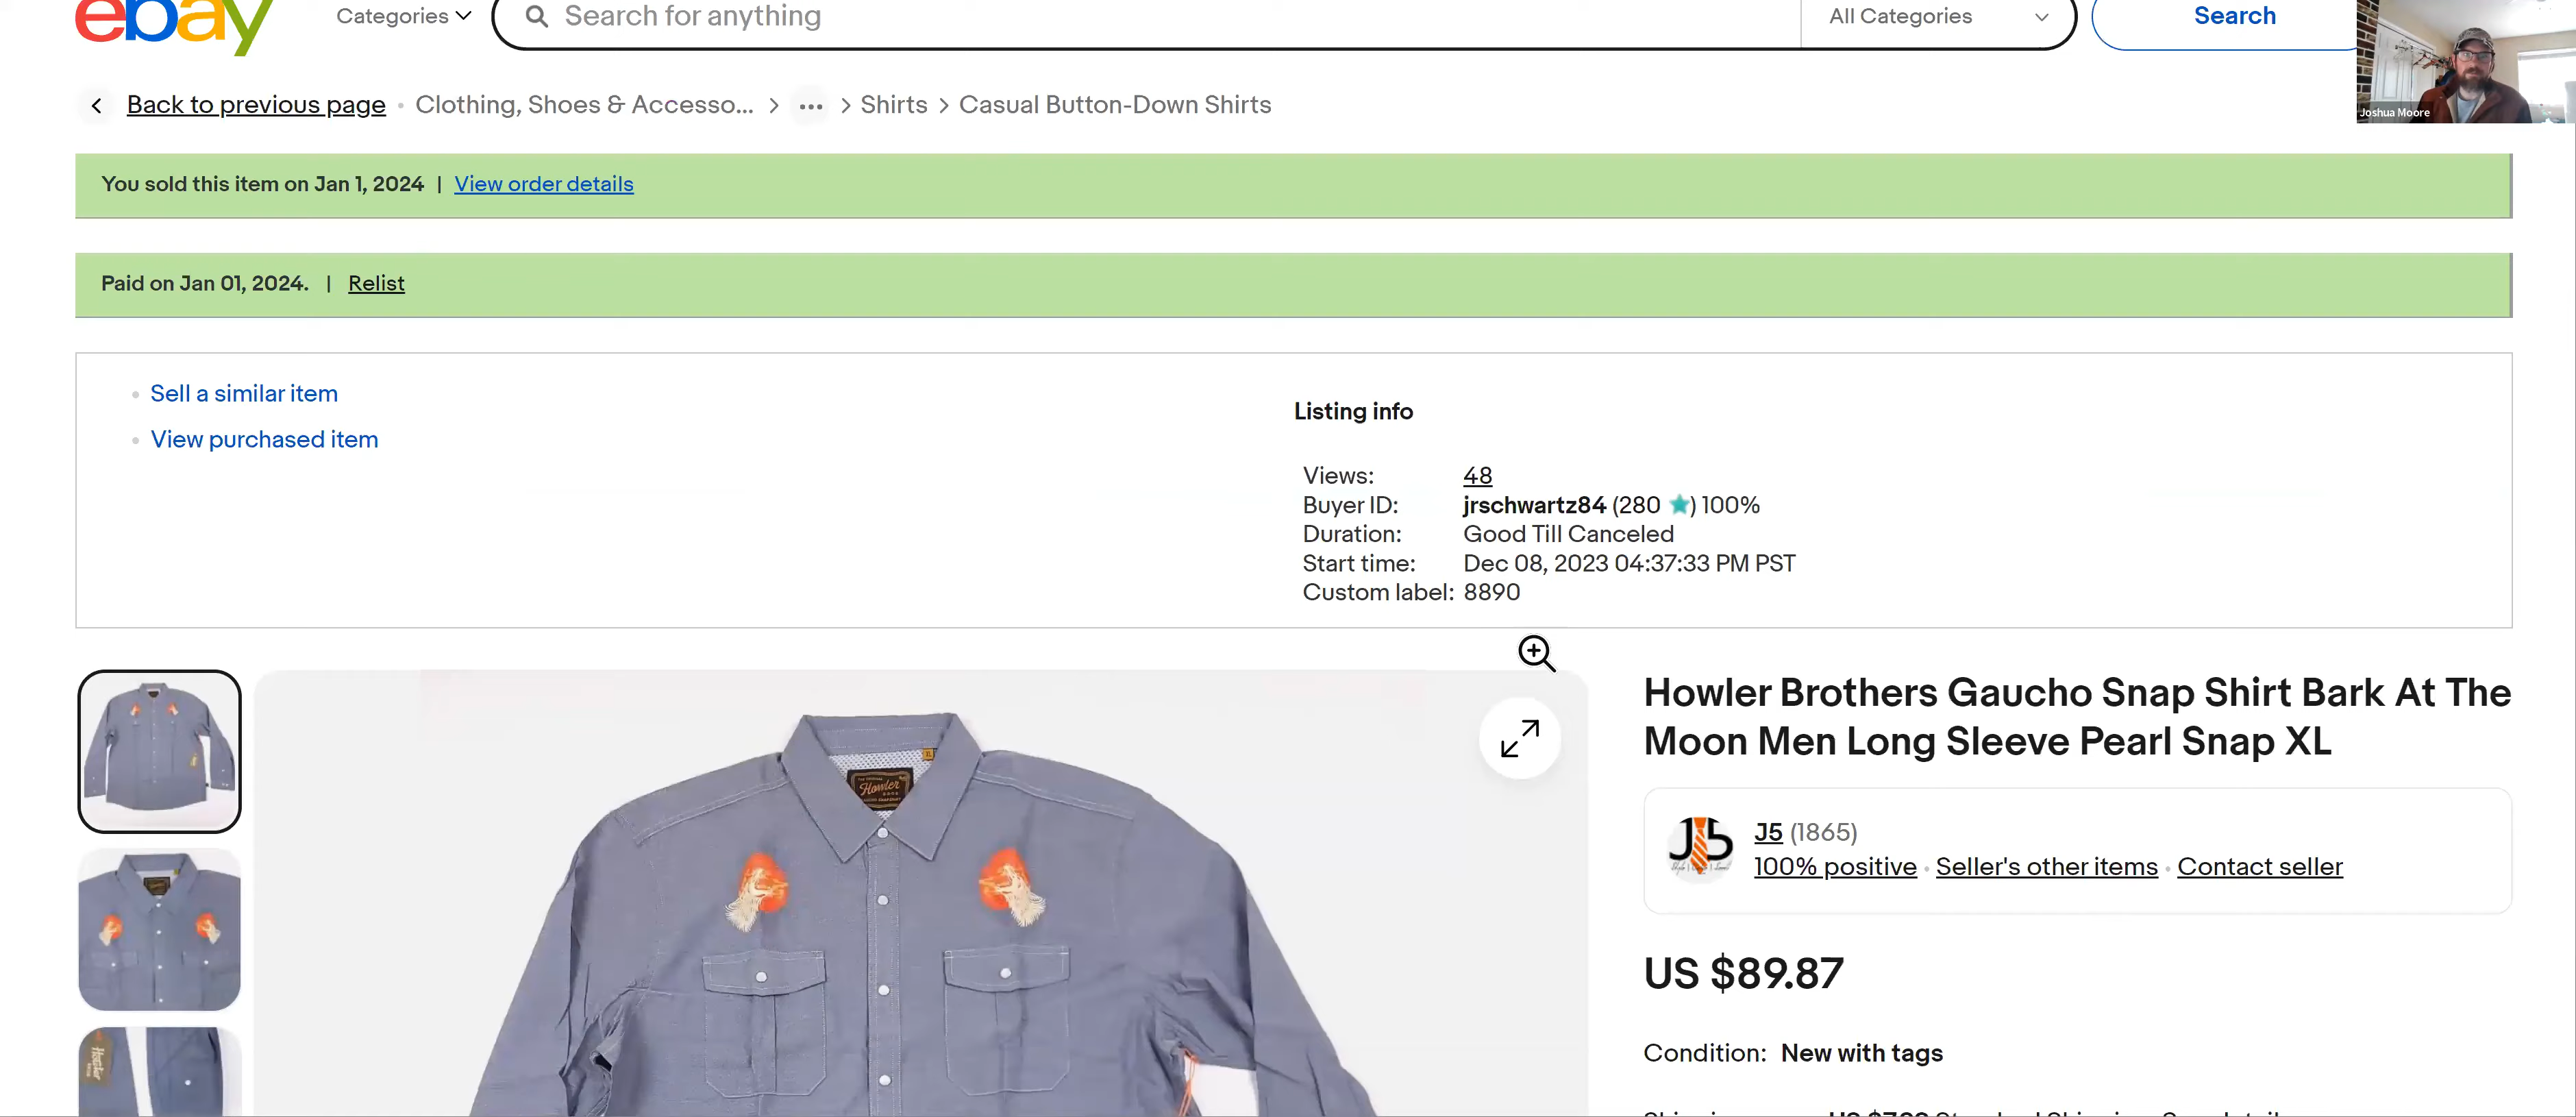 ebay
Categories
Search for anything
All Categories
Search
Joshua Moore
Back to previous page • Clothing, Shoes & Accesso... > ... > Shirts > Casual Button-Down Shirts
You sold this item on Jan 1, 2024 | View order details
Paid on Jan 01, 2024. | Relist
• Sell a similar item
• View purchased item
Listing info
Views: 48
Buyer ID: jrschwartz84 (280 ) 100%
Duration: Good Till Canceled
Start time: Dec 08, 2023 04:37:33 PM PST
Custom label: 8890
Howler
Howler Brothers Gaucho Snap Shirt Bark At The
Moon Men Long Sleeve Pearl Snap XL
J5
J5 (1865)
100% positive • Seller's other items • Contact seller
US $89.87
Condition: New with tags